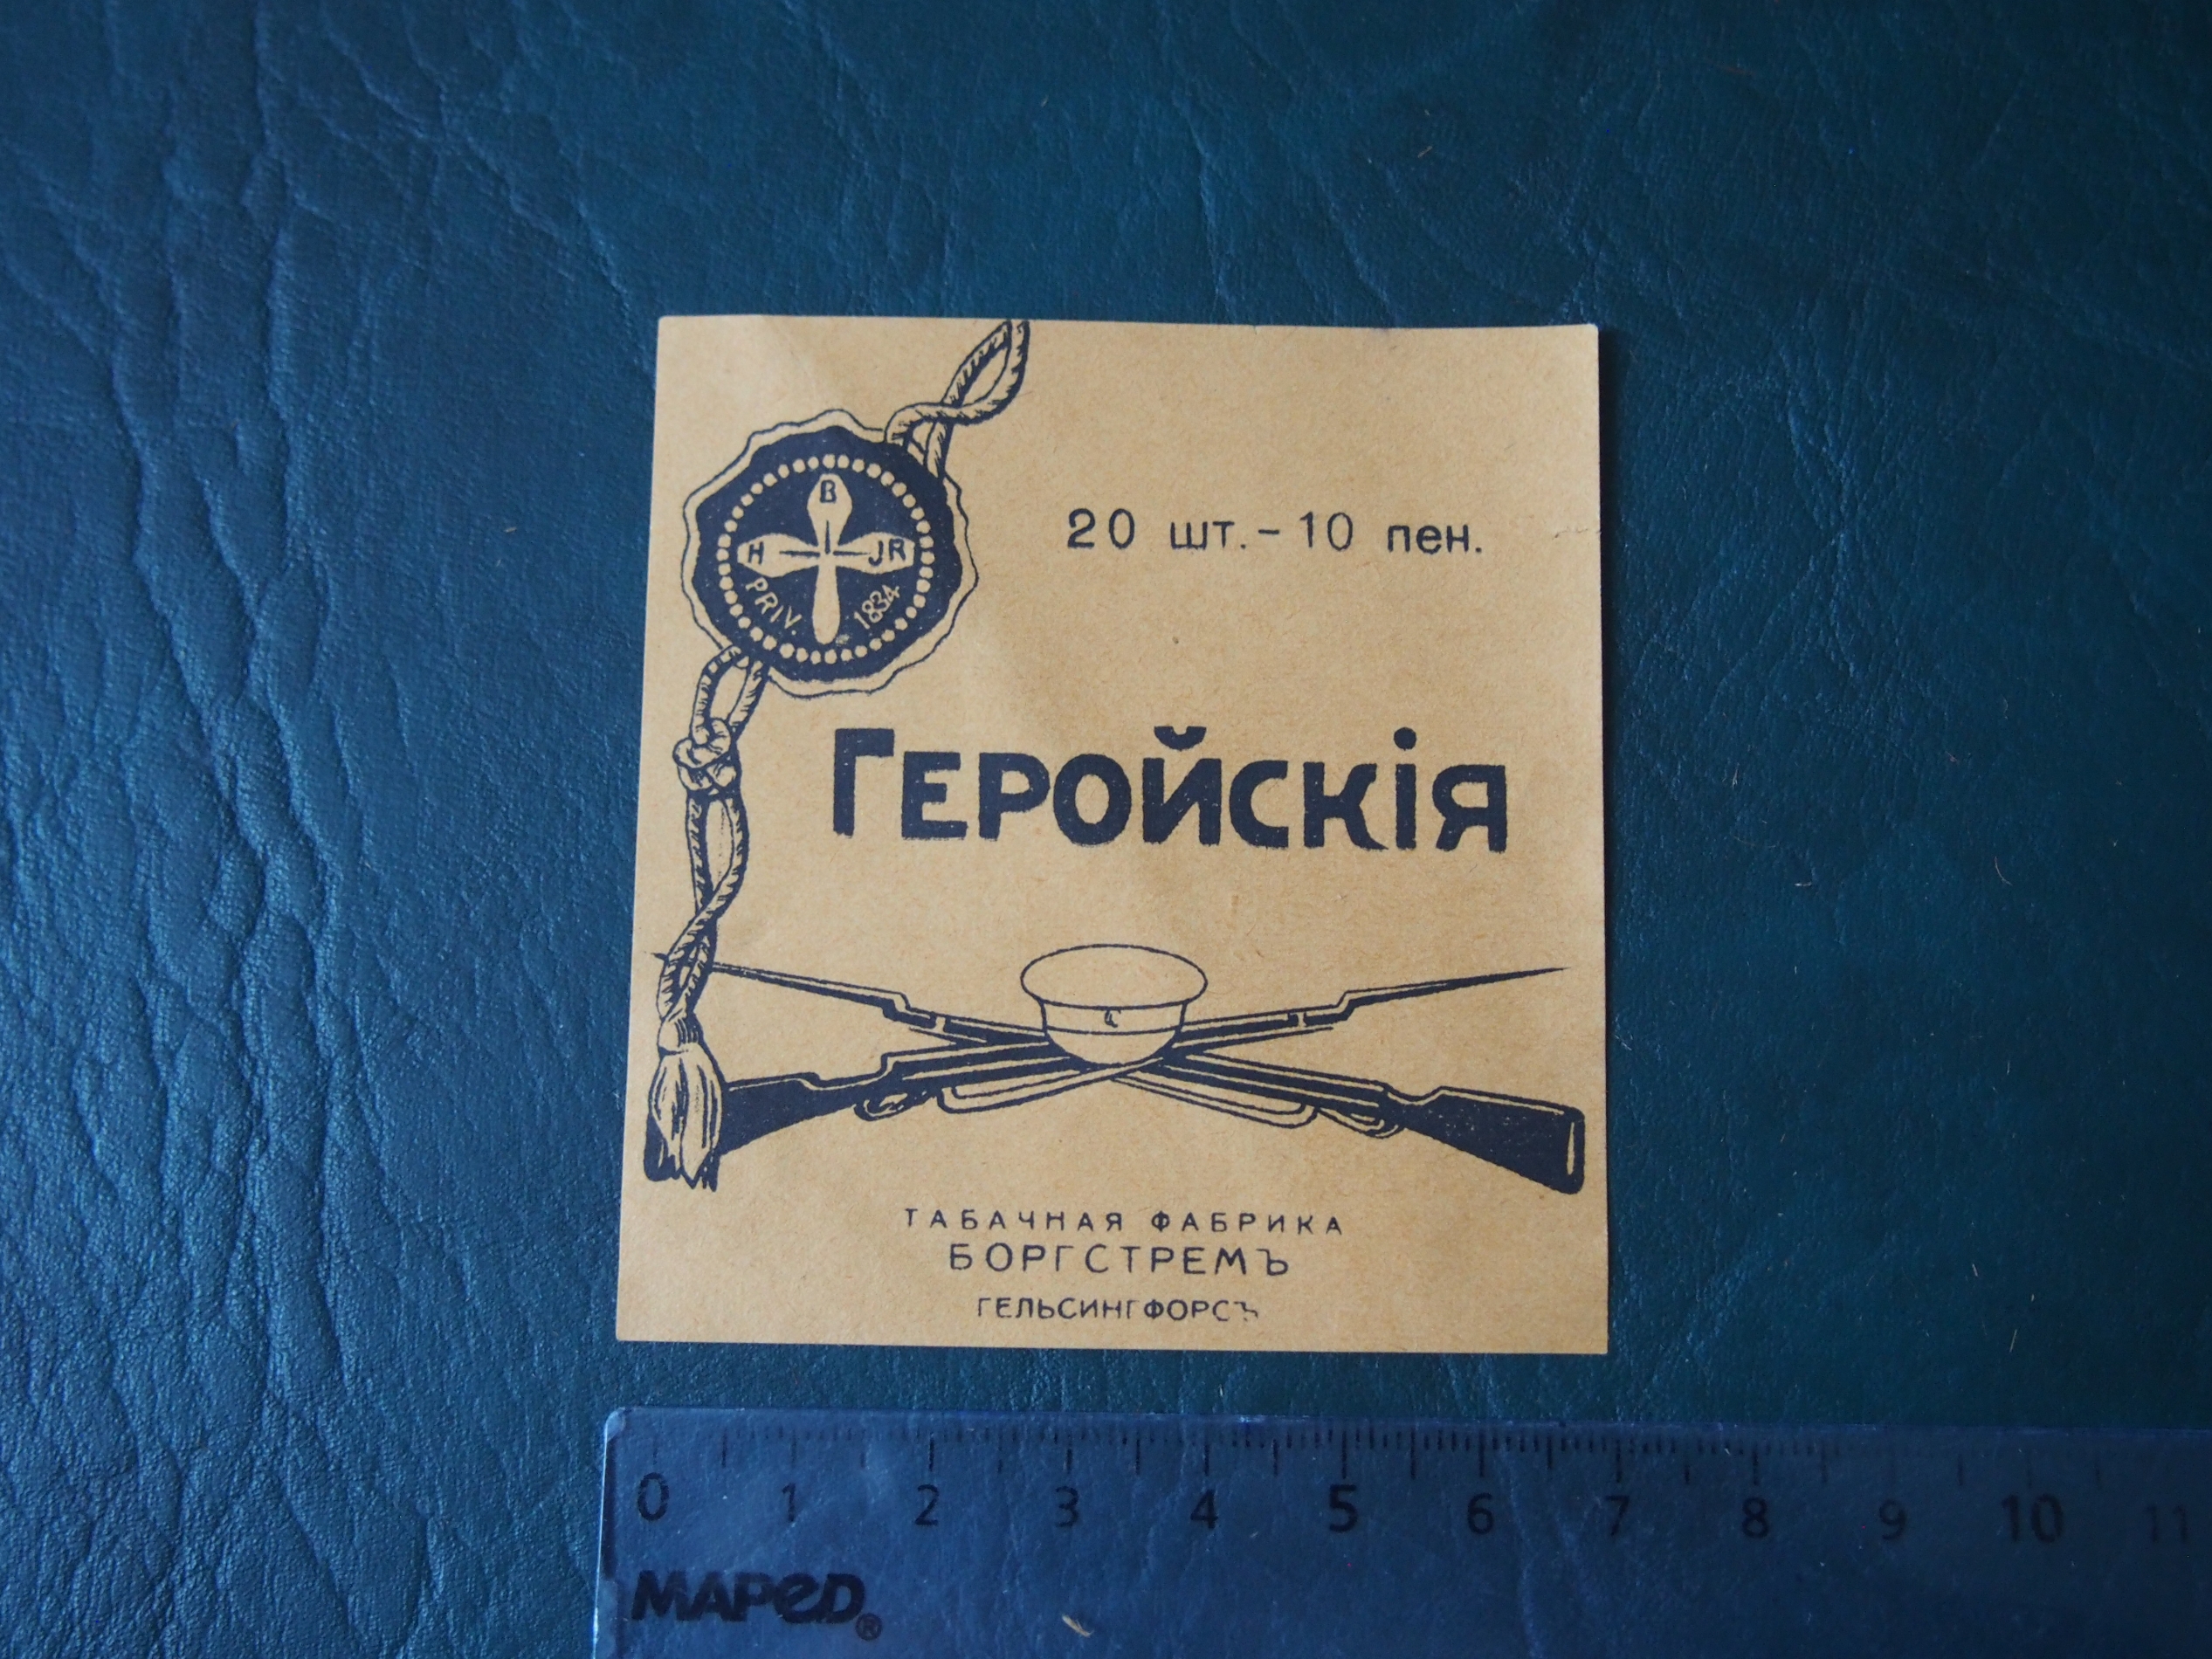 B
H JR
PRIV. 1834
20 шт. – 10 пен.
Геройскія
ТАБАЧНАЯ ФАБРИКА
БОРГСТРЕМЪ
ГЕЛЬСИНГФОРСЪ
0 1 2 3 4 5 6 7 8 9 10 11
MAPED®